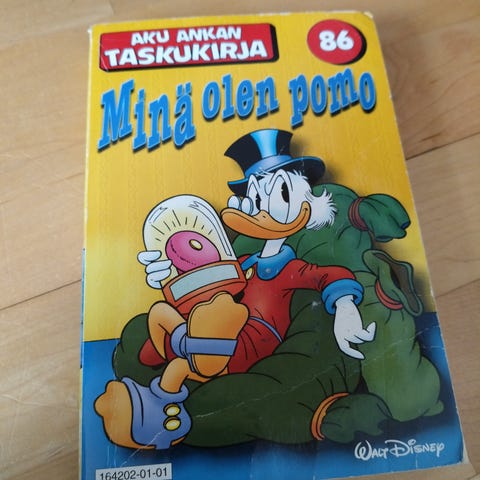 AKU ANKAN
TASKUKIRJA
86
Minä olen pomo
WALT DISNEY
164202-01-01